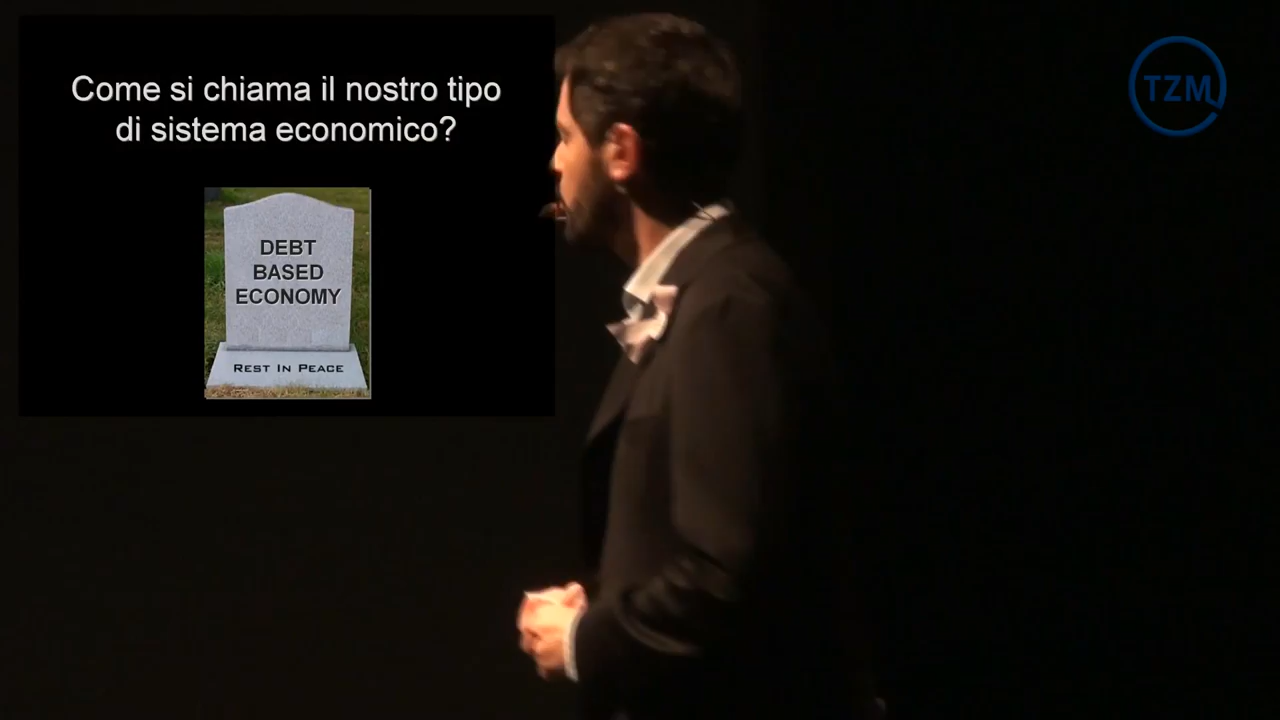 Come si chiama il nostro tipo
di sistema economico?
DEBT
BASED
ECONOMY
REST IN PEACE
TZM